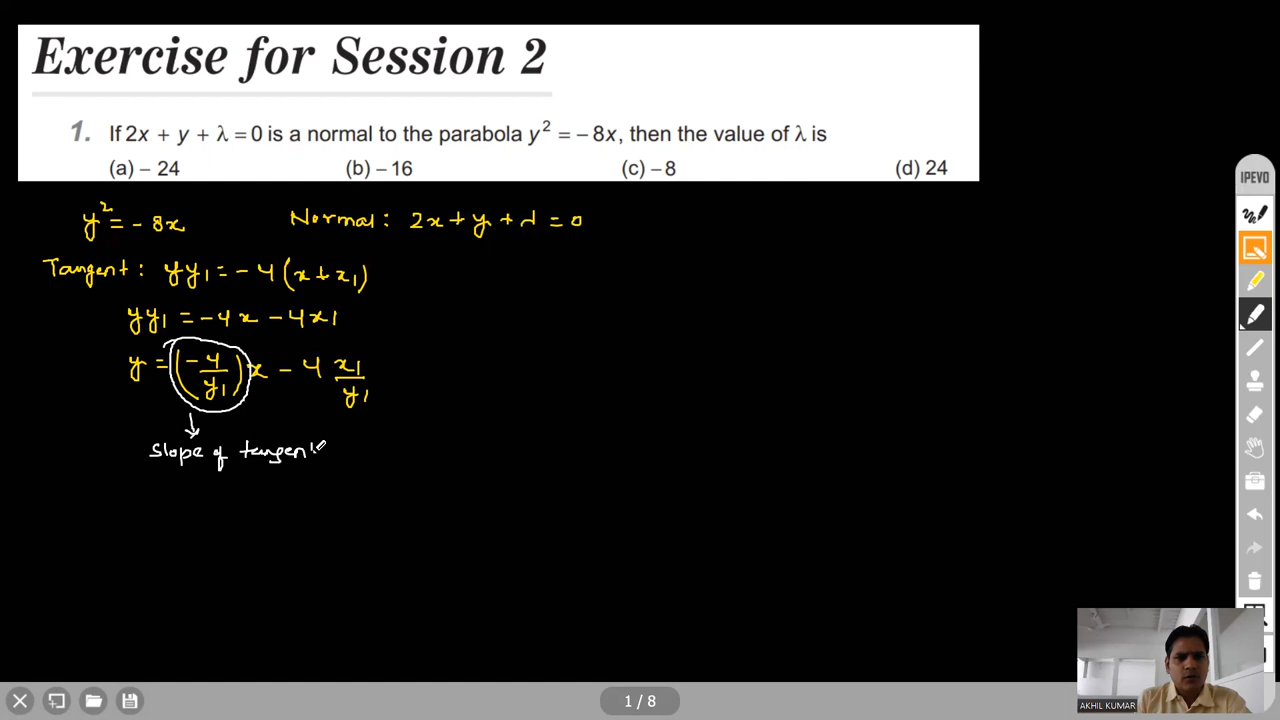 Exercise for Session 2
1. If 2x + y + λ = 0 is a normal to the parabola y² = – 8x, then the value of λ is
(a) – 24 (b) – 16 (c) – 8 (d) 24
y² = - 8x Normal: 2x + y + λ = 0
Tangent: yy₁ = - 4 (x + x₁)
yy₁ = - 4x - 4x₁
y = (- 4/y₁) x - 4 x₁/y₁
Slope of tangent
IPEVO
1 / 8
AKHIL KUMAR